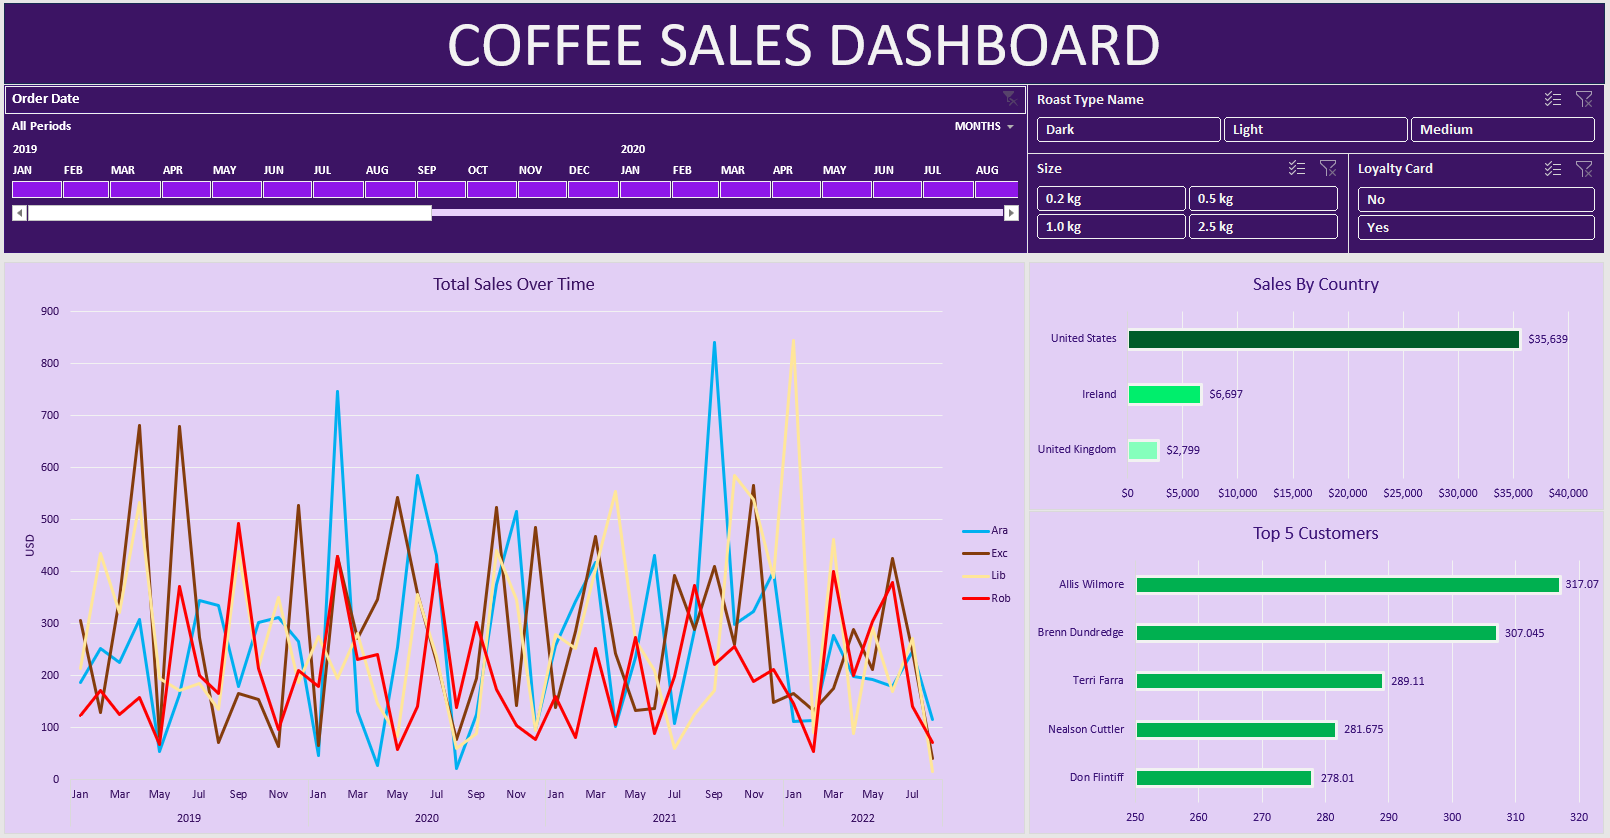 COFFEE SALES DASHBOARD
Order Date
All Periods
MONTHS
2019 2020
JAN FEB MAR APR MAY JUN JUL AUG SEP OCT NOV DEC JAN FEB MAR APR MAY JUN JUL AUG
Roast Type Name
Dark Light Medium
Size
0.2 kg 0.5 kg
1.0 kg 2.5 kg
Loyalty Card
No
Yes
Total Sales Over Time
900
800
700
600
500
400
300
200
100
0
USD
Jan Mar May Jul Sep Nov Jan Mar May Jul Sep Nov Jan Mar May Jul Sep Nov Jan Mar May Jul
2019 2020 2021 2022
Ara
Exc
Lib
Rob
Sales By Country
United States $35,639
Ireland $6,697
United Kingdom $2,799
$0 $5,000 $10,000 $15,000 $20,000 $25,000 $30,000 $35,000 $40,000
Top 5 Customers
Allis Wilmore 317.07
Brenn Dundredge 307.045
Terri Farra 289.11
Nealson Cuttler 281.675
Don Flintiff 278.01
250 260 270 280 290 300 310 320